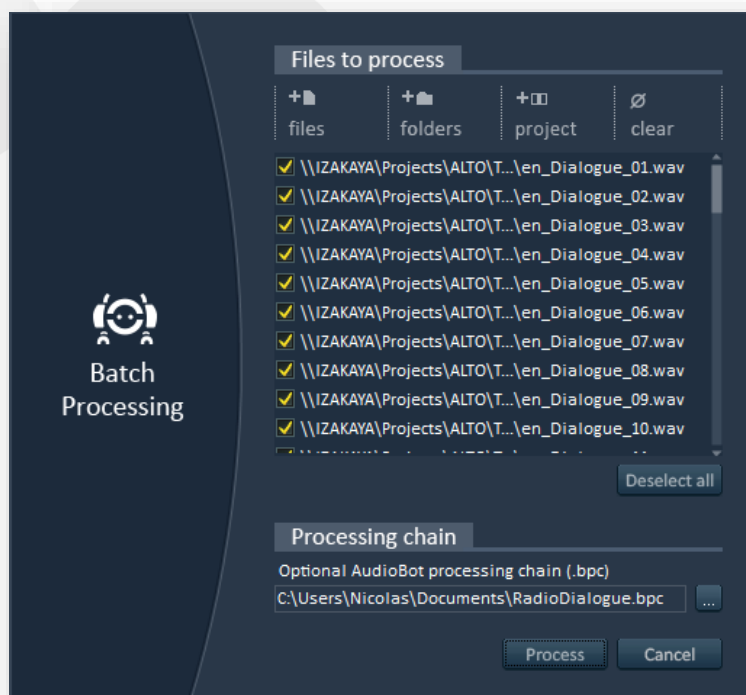 Files to process
files folders project clear
\\IZAKAYA\Projects\ALTO\T...\en_Dialogue_01.wav
\\IZAKAYA\Projects\ALTO\T...\en_Dialogue_02.wav
\\IZAKAYA\Projects\ALTO\T...\en_Dialogue_03.wav
\\IZAKAYA\Projects\ALTO\T...\en_Dialogue_04.wav
\\IZAKAYA\Projects\ALTO\T...\en_Dialogue_05.wav
\\IZAKAYA\Projects\ALTO\T...\en_Dialogue_06.wav
\\IZAKAYA\Projects\ALTO\T...\en_Dialogue_07.wav
\\IZAKAYA\Projects\ALTO\T...\en_Dialogue_08.wav
\\IZAKAYA\Projects\ALTO\T...\en_Dialogue_09.wav
\\IZAKAYA\Projects\ALTO\T...\en_Dialogue_10.wav
Batch
Processing
Deselect all
Processing chain
Optional AudioBot processing chain (.bpc)
C:\Users\Nicolas\Documents\RadioDialogue.bpc
...
Process Cancel